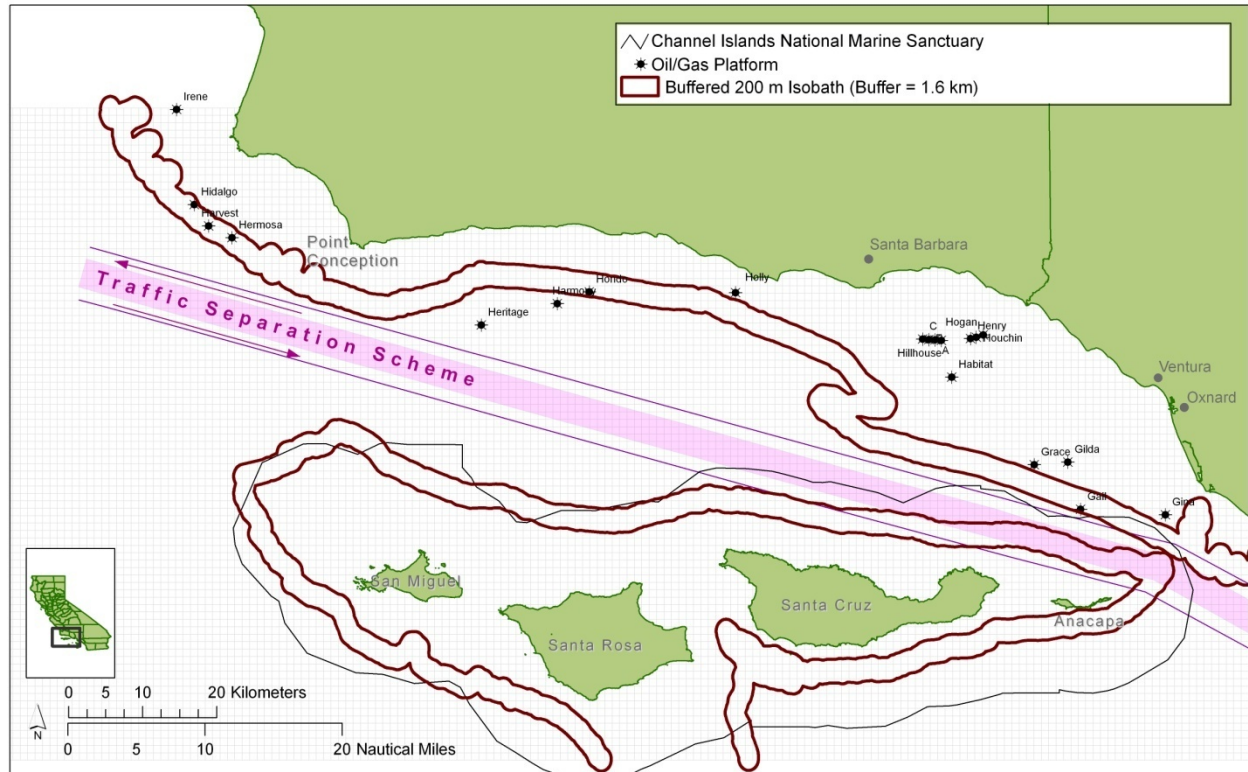 Channel Islands National Marine Sanctuary
Oil/Gas Platform
Buffered 200 m Isobath (Buffer = 1.6 km)
Irene
Hidalgo
Harvest
Hermosa
Point
Conception
Santa Barbara
Hondo
Holly
Harmony
Heritage
C
Hogan
Henry
Houchin
Hillhouse
A
Habitat
Traffic Separation Scheme
Ventura
Oxnard
Grace
Gilda
Gail
Gina
San Miguel
Santa Cruz
Anacapa
Santa Rosa
0 5 10 20 Kilometers
N
0 5 10 20 Nautical Miles